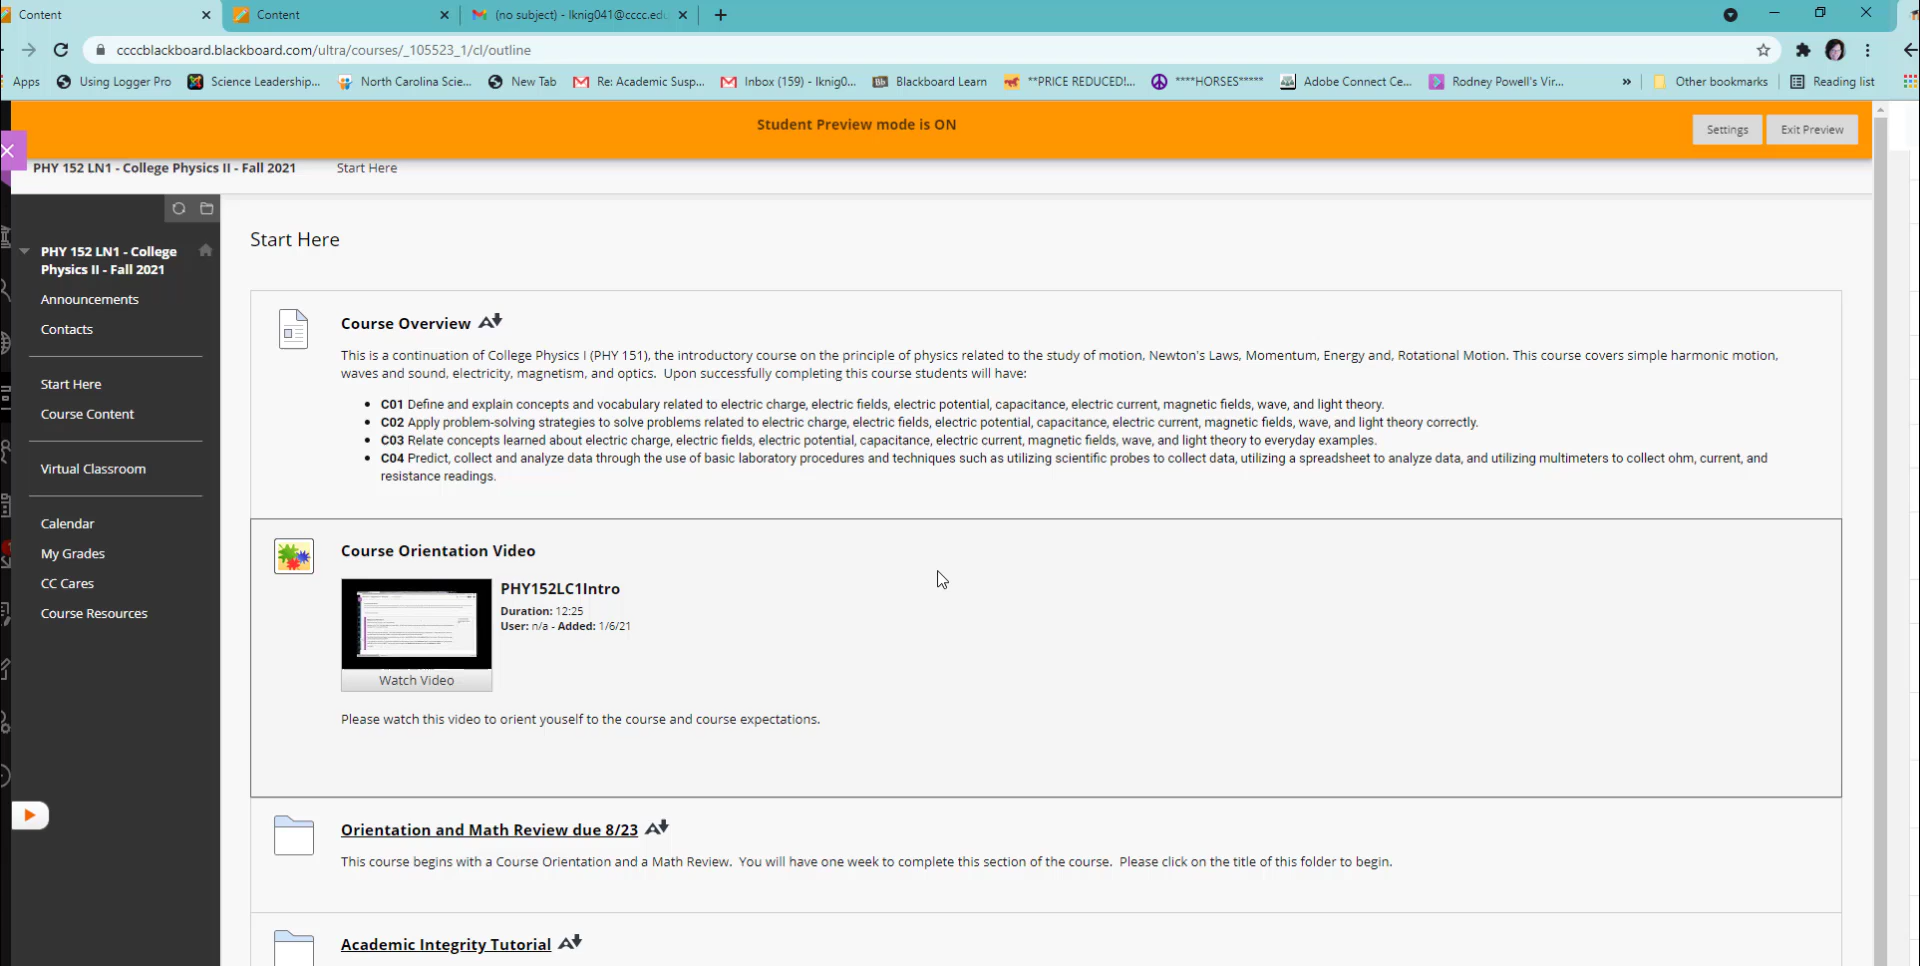 Content
Content
(no subject) - lknig041@cccc.edu
ccccblackboard.blackboard.com/ultra/courses/_105523_1/cl/outline
Apps Using Logger Pro Science Leadership... North Carolina Scie... New Tab Re: Academic Susp... Inbox (159) - lknig0... Blackboard Learn **PRICE REDUCED!... ****HORSES***** Adobe Connect Ce... Rodney Powell's Vir... » Other bookmarks Reading list
Student Preview mode is ON
Settings Exit Preview
PHY 152 LN1 - College Physics II - Fall 2021 Start Here
PHY 152 LN1 - College
Physics II - Fall 2021
Announcements
Contacts
Start Here
Course Content
Virtual Classroom
Calendar
My Grades
CC Cares
Course Resources
Start Here
Course Overview
This is a continuation of College Physics I (PHY 151), the introductory course on the principle of physics related to the study of motion, Newton's Laws, Momentum, Energy and, Rotational Motion. This course covers simple harmonic motion,
waves and sound, electricity, magnetism, and optics. Upon successfully completing this course students will have:
• C01 Define and explain concepts and vocabulary related to electric charge, electric fields, electric potential, capacitance, electric current, magnetic fields, wave, and light theory.
• C02 Apply problem-solving strategies to solve problems related to electric charge, electric fields, electric potential, capacitance, electric current, magnetic fields, wave, and light theory correctly.
• C03 Relate concepts learned about electric charge, electric fields, electric potential, capacitance, electric current, magnetic fields, wave, and light theory to everyday examples.
• C04 Predict, collect and analyze data through the use of basic laboratory procedures and techniques such as utilizing scientific probes to collect data, utilizing a spreadsheet to analyze data, and utilizing multimeters to collect ohm, current, and
resistance readings.
Course Orientation Video
PHY152LC1Intro
Duration: 12:25
User: n/a - Added: 1/6/21
Watch Video
Please watch this video to orient youself to the course and course expectations.
Orientation and Math Review due 8/23
This course begins with a Course Orientation and a Math Review. You will have one week to complete this section of the course. Please click on the title of this folder to begin.
Academic Integrity Tutorial